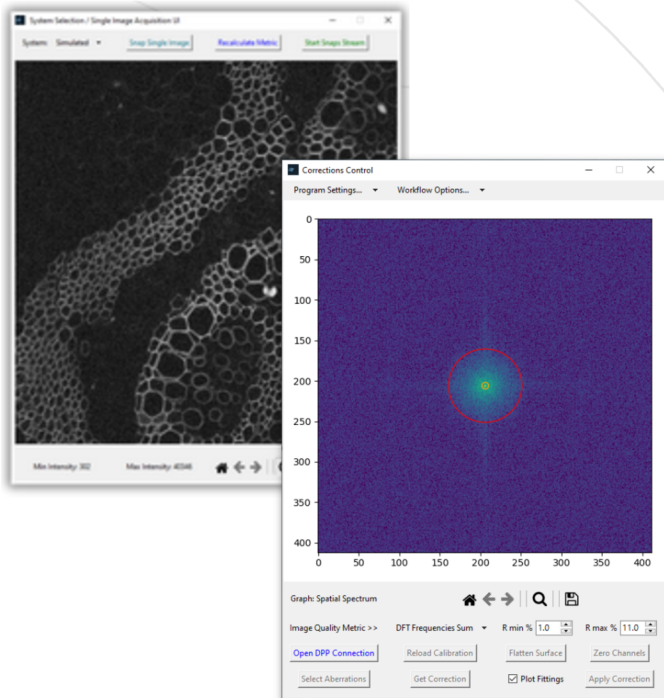 System Selection / Single Image Acquisition UI
System: Simulated Snap Single Image Recalculate Metric Start Snaps Stream
Min Intensity: 302 Max Intensity: 40346
Corrections Control
Program Settings... Workflow Options...
0
50
100
150
200
250
300
350
400
0 50 100 150 200 250 300 350 400
Graph: Spatial Spectrum
Image Quality Metric >> DFT Frequencies Sum R min % 1.0 R max % 11.0
Open DPP Connection Reload Calibration Flatten Surface Zero Channels
Select Aberrations Get Correction Plot Fittings Apply Correction